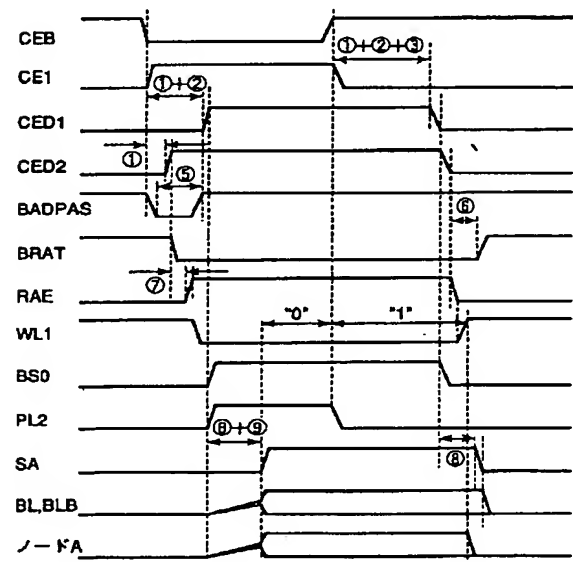 CEB
CE1
①+②
①+②+③
CED1
①
CED2
⑤
BADPAS
⑥
BRAT
⑦
RAE
"0"
"1"
WL1
BS0
PL2
⑧+⑨
⑧
SA
BL,BLB
ノードA